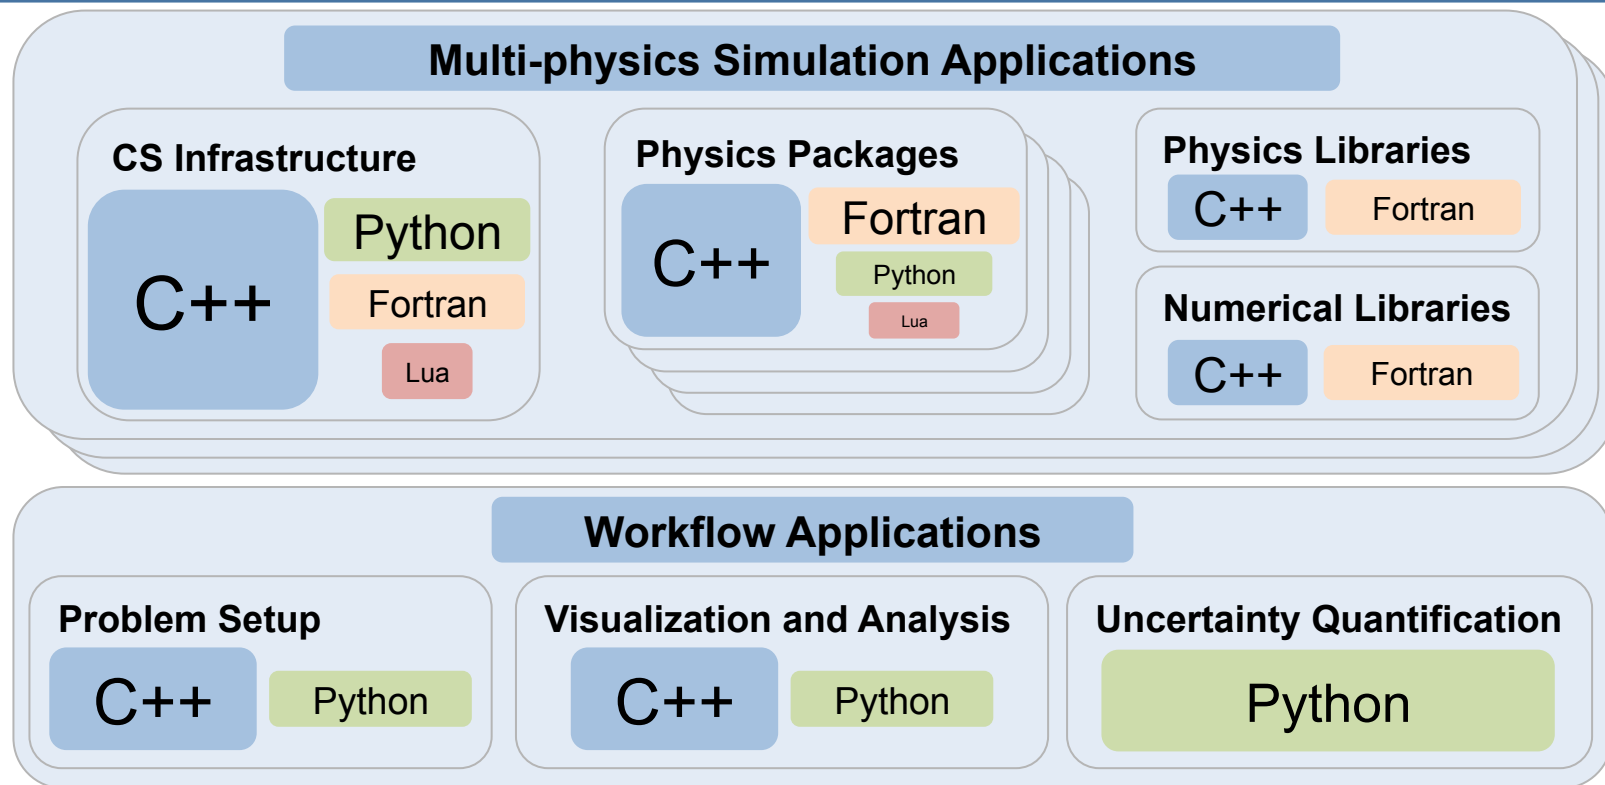 Multi-physics Simulation Applications
CS Infrastructure
C++
Python
Fortran
Lua
Physics Packages
C++
Fortran
Python
Lua
Physics Libraries
C++
Fortran
Numerical Libraries
C++
Fortran
Workflow Applications
Problem Setup
C++
Python
Visualization and Analysis
C++
Python
Uncertainty Quantification
Python